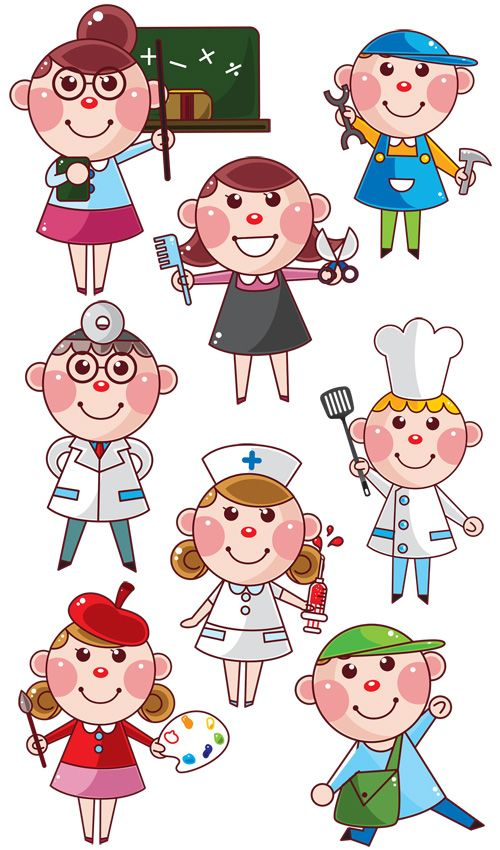 + − × ÷